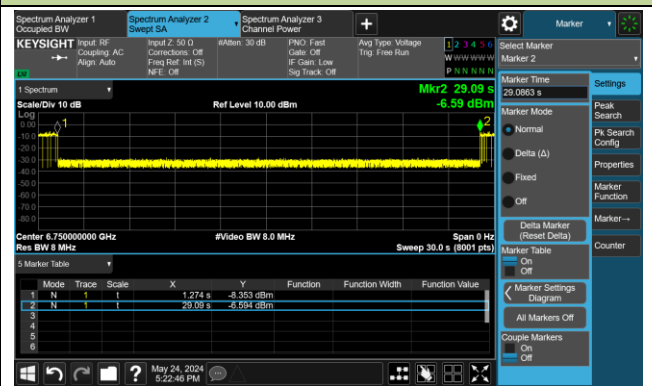 Spectrum Analyzer 1
Occupied BW
Spectrum Analyzer 2
Swept SA
Spectrum Analyzer 3
Channel Power
Marker
KEYSIGHT
Input: RF
Coupling: AC
Align: Auto
Input Z: 50 Ω
Corrections: Off
Freq Ref: Int (S)
NFE: Off
#Atten: 30 dB
PNO: Fast
Gate: Off
IF Gain: Low
Sig Track: Off
Avg Type: Voltage
Trig: Free Run
1 2 3 4 5 6
W W W W W W
P N N N N N
Select Marker
Marker 2
1 Spectrum
Mkr2 29.09 s
Scale/Div 10 dB
Ref Level 10.00 dBm
-6.59 dBm
Log
0.00
-10.0
-20.0
-30.0
-40.0
-50.0
-60.0
-70.0
-80.0
1
2
Center 6.750000000 GHz
#Video BW 8.0 MHz
Span 0 Hz
Res BW 8 MHz
Sweep 30.0 s (8001 pts)
5 Marker Table
Mode Trace Scale X Y Function Function Width Function Value
1 N 1 t 1.274 s -8.353 dBm
2 N 1 t 29.09 s -6.594 dBm
3
4
5
6
May 24, 2024
5:22:46 PM
Marker Time
29.0863 s
Marker Mode
Normal
Delta (Δ)
Fixed
Off
Delta Marker
(Reset Delta)
Marker Table
On
Off
Marker Settings
Diagram
All Markers Off
Couple Markers
On
Off
Settings
Peak
Search
Pk Search
Config
Properties
Marker
Function
Marker→
Counter